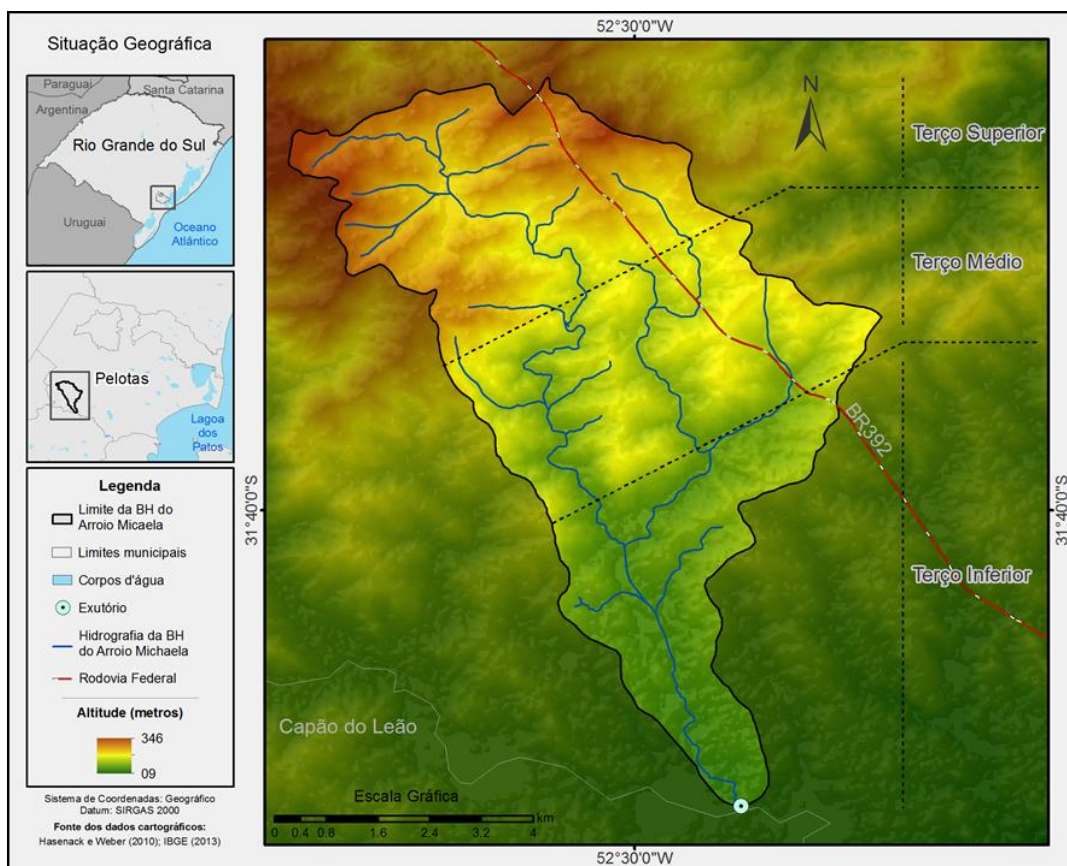 Situação Geográfica
Paraguai
Santa Catarina
Argentina
Rio Grande do Sul
Uruguai
Oceano
Atlântico
Pelotas
Lagoa
dos
Patos
Legenda
Limite da BH do
Arroio Micaela
Limites municipais
Corpos d'água
Exutório
Hidrografia da BH
do Arroio Michaela
Rodovia Federal
Altitude (metros)
346
09
Sistema de Coordenadas: Geográfico
Datum: SIRGAS 2000
Fonte dos dados cartográficos:
Hasenack e Weber (2010); IBGE (2013)
52°30'0"W
N
Terço Superior
Terço Médio
BR392
31°40'0"S
31°40'0"S
Terço Inferior
Capão do Leão
Escala Gráfica
0 0.4 0.8 1.6 2.4 3.2 4
km
52°30'0"W